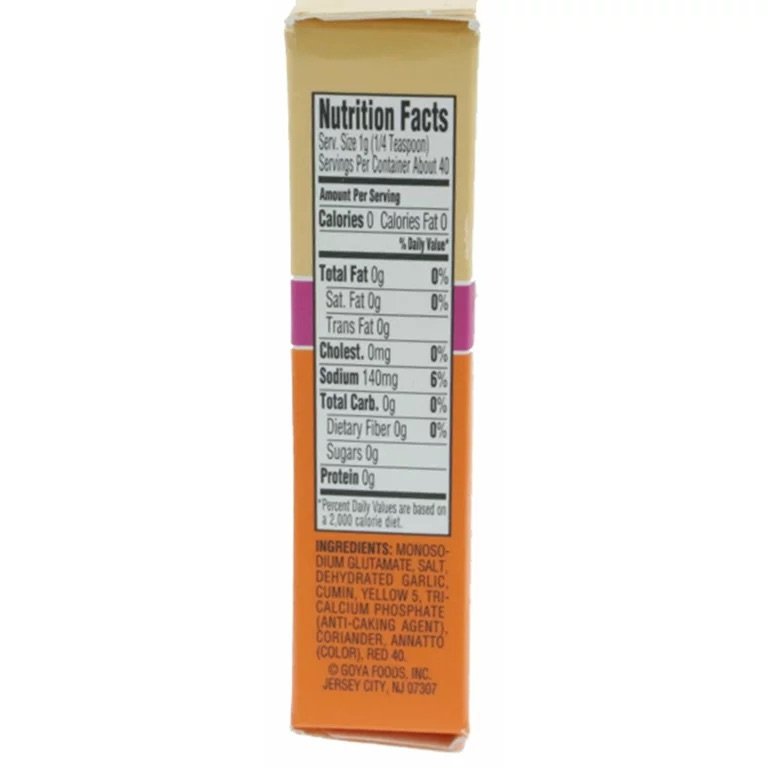 Nutrition Facts
Serv. Size 1g (1/4 Teaspoon)
Servings Per Container About 40
Amount Per Serving
Calories 0 Calories Fat 0
% Daily Value*
Total Fat 0g 0%
Sat. Fat 0g 0%
Trans Fat 0g
Cholest. 0mg 0%
Sodium 140mg 6%
Total Carb. 0g 0%
Dietary Fiber 0g 0%
Sugars 0g
Protein 0g
*Percent Daily Values are based on
a 2,000 calorie diet.
INGREDIENTS: MONOSO-
DIUM GLUTAMATE, SALT,
DEHYDRATED GARLIC,
CUMIN, YELLOW 5, TRI-
CALCIUM PHOSPHATE
(ANTI-CAKING AGENT),
CORIANDER, ANNATTO
(COLOR), RED 40.
© GOYA FOODS, INC.
JERSEY CITY, NJ 07307